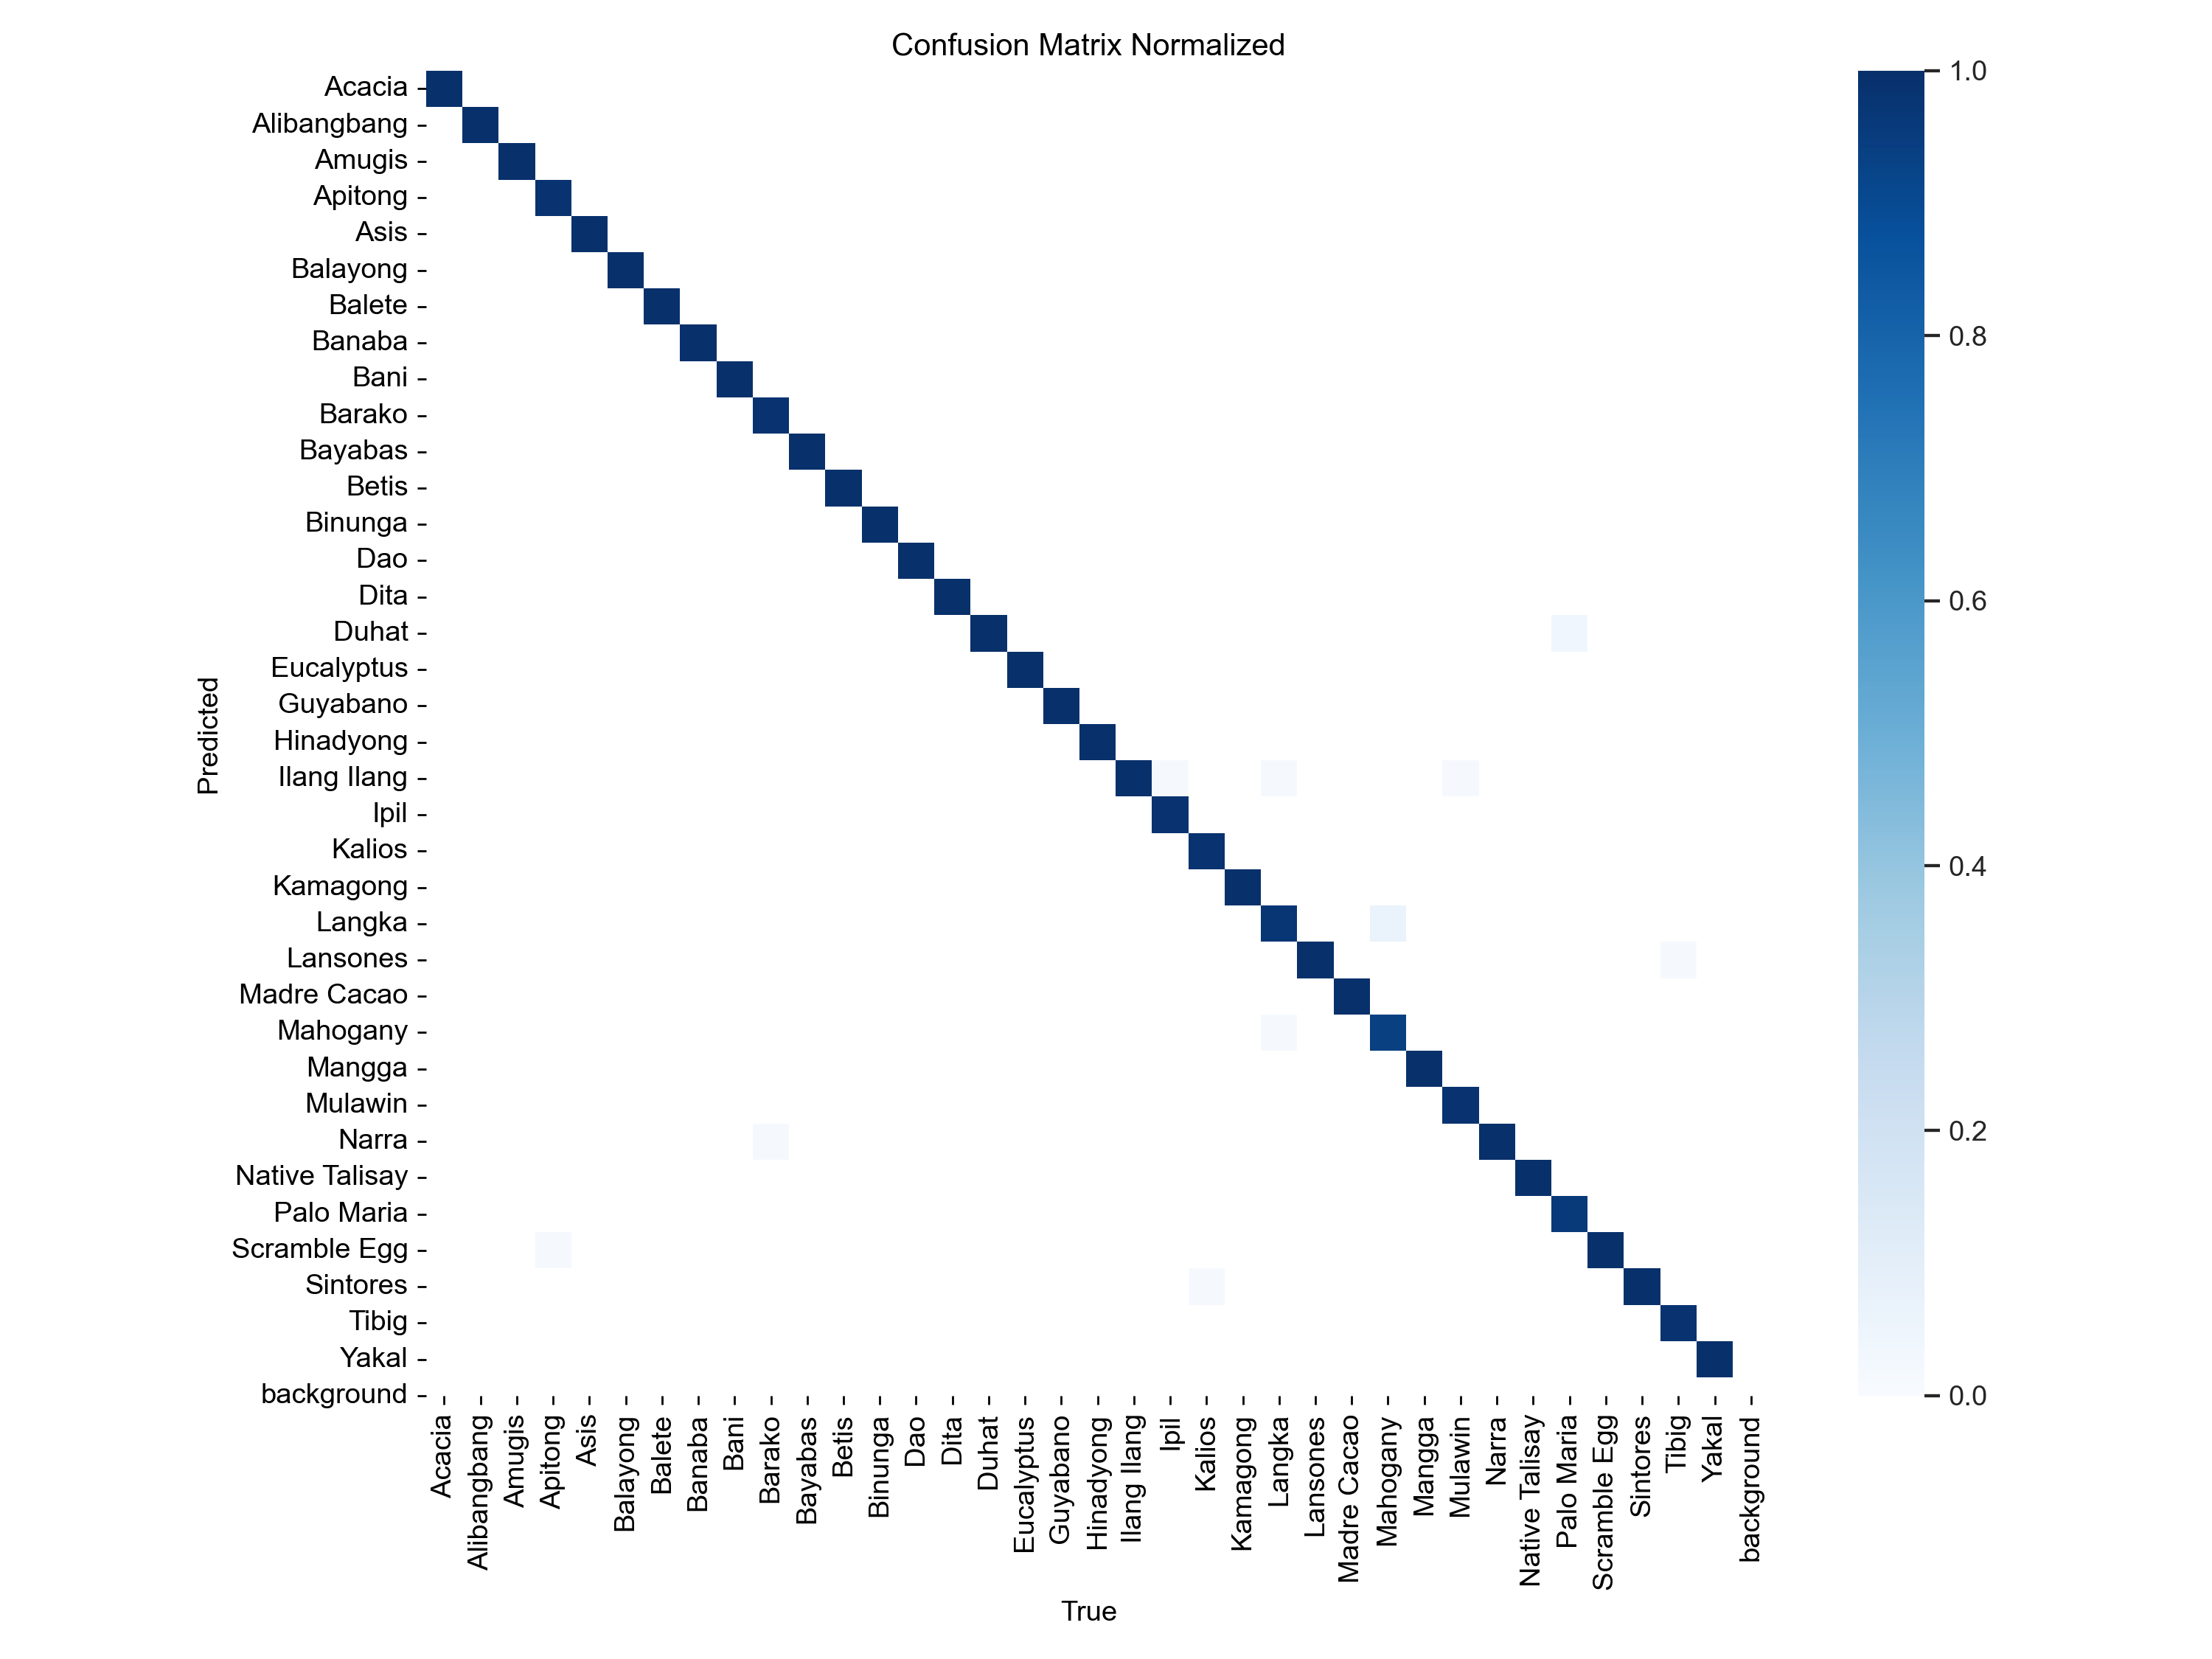 Confusion Matrix Normalized
Acacia
Alibangbang
Amugis
Apitong
Asis
Balayong
Balete
Banaba
Bani
Barako
Bayabas
Betis
Binunga
Dao
Dita
Duhat
Eucalyptus
Guyabano
Hinadyong
Ilang Ilang
Ipil
Kalios
Kamagong
Langka
Lansones
Madre Cacao
Mahogany
Mangga
Mulawin
Narra
Native Talisay
Palo Maria
Scramble Egg
Sintores
Tibig
Yakal
background
Predicted
Acacia
Alibangbang
Amugis
Apitong
Asis
Balayong
Balete
Banaba
Bani
Barako
Bayabas
Betis
Binunga
Dao
Dita
Duhat
Eucalyptus
Guyabano
Hinadyong
Ilang Ilang
Ipil
Kalios
Kamagong
Langka
Lansones
Madre Cacao
Mahogany
Mangga
Mulawin
Narra
Native Talisay
Palo Maria
Scramble Egg
Sintores
Tibig
Yakal
background
True
1.0
0.8
0.6
0.4
0.2
0.0